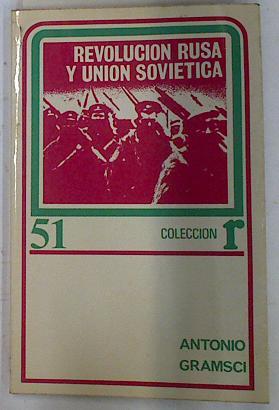 REVOLUCION RUSA
Y UNION SOVIETICA
51 COLECCION r
ANTONIO
GRAMSCI